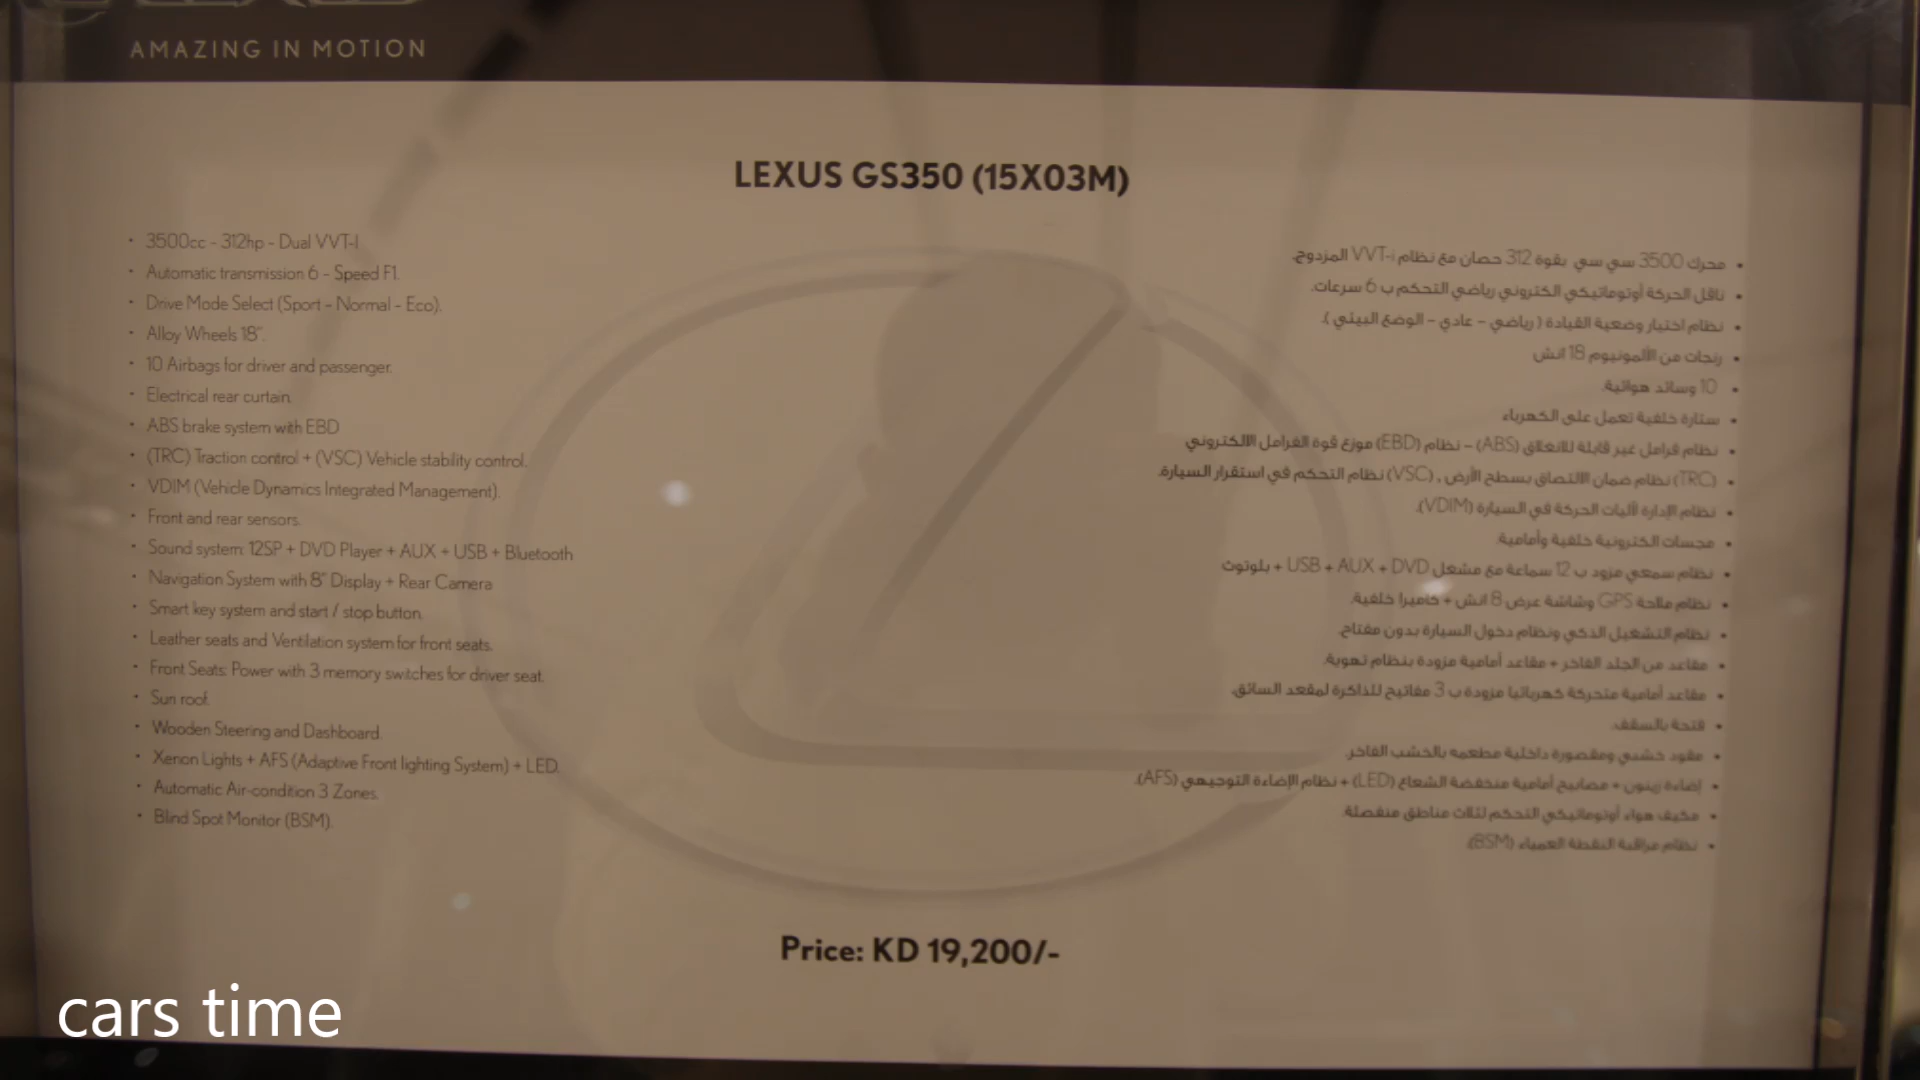 AMAZING IN MOTION
LEXUS GS350 (15X03M)
• 3500cc - 312hp - Dual VVT-I
• Automatic transmission 6 - Speed F1.
• Drive Mode Select (Sport - Normal - Eco).
• Alloy Wheels 18".
• 10 Airbags for driver and passenger.
• Electrical rear curtain.
• ABS brake system with EBD
• (TRC) Traction control + (VSC) Vehicle stability control.
• VDIM (Vehicle Dynamics Integrated Management).
• Front and rear sensors.
• Sound system: 12SP + DVD Player + AUX + USB + Bluetooth
• Navigation System with 8" Display + Rear Camera
• Smart key system and start / stop button.
• Leather seats and Ventilation system for front seats.
• Front Seats: Power with 3 memory switches for driver seat.
• Sun roof.
• Wooden Steering and Dashboard.
• Xenon Lights + AFS (Adaptive Front lighting System) + LED.
• Automatic Air-condition 3 Zones.
• Blind Spot Monitor (BSM).
• محرك 3500 سي سي بقوة 312 حصان مع نظام VVT-i المزدوج.
• ناقل الحركة أوتوماتيكي الكتروني رياضي التحكم ب 6 سرعات.
• نظام اختيار وضعية القيادة ( رياضي - عادي - الوضع البيئي ).
• رنجات من الألمونيوم 18 انش
• 10 وسائد هوائية.
• ستارة خلفية تعمل على الكهرباء
• نظام فرامل غير قابلة للانغلاق (ABS) - نظام (EBD) موزع قوة الفرامل الالكتروني
• (TRC) نظام ضمان الالتصاق بسطح الأرض , (VSC) نظام التحكم في استقرار السيارة.
• نظام الإدارة لآليات الحركة في السيارة (VDIM).
• مجسات الكترونية خلفية وأمامية.
• نظام سمعي مزود ب 12 سماعة مع مشغل DVD + AUX + USB + بلوتوث
• نظام ملاحة GPS وشاشة عرض 8 انش + كاميرا خلفية.
• نظام التشغيل الذكي ونظام دخول السيارة بدون مفتاح.
• مقاعد من الجلد الفاخر + مقاعد أمامية مزودة بنظام تهوية.
• مقاعد أمامية متحركة كهربائيا مزودة ب 3 مفاتيح للذاكرة لمقعد السائق.
• فتحة بالسقف.
• مقود خشبي ومقصورة داخلية مطعمه بالخشب الفاخر.
• إضاءة زينون + مصابيح أمامية منخفضة الشعاع (LED) + نظام الإضاءة التوجيهي (AFS).
• مكيف هواء أوتوماتيكي التحكم لثلاث مناطق منفصلة.
• نظام مراقبة النقطة العمياء (BSM).
Price: KD 19,200/-
cars time